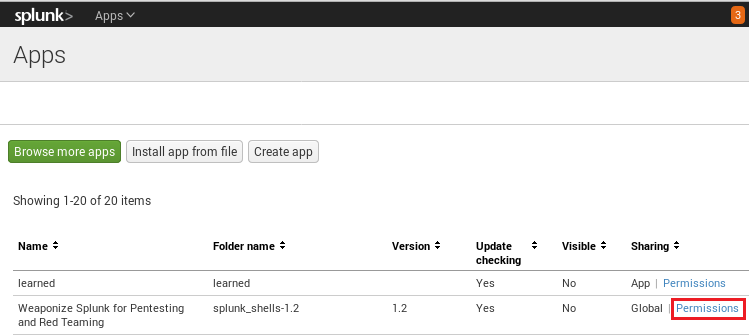 splunk> Apps 3
Apps
Browse more apps Install app from file Create app
Showing 1-20 of 20 items
Name Folder name Version Update checking Visible Sharing
learned learned Yes No App | Permissions
Weaponize Splunk for Pentesting and Red Teaming splunk_shells-1.2 1.2 Yes No Global | Permissions